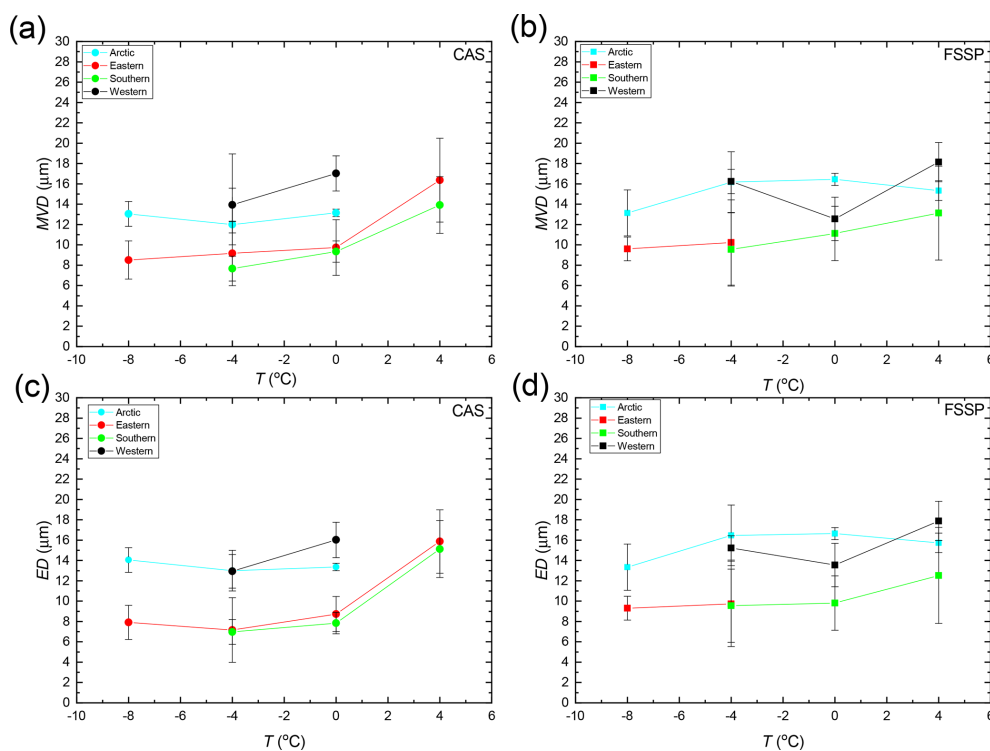 (a)
CAS
Arctic
Eastern
Southern
Western
30
28
26
24
22
20
18
16
14
12
10
8
6
4
2
0
MVD (μm)
-10 -8 -6 -4 -2 0 2 4 6
T (°C)
(b)
FSSP
Arctic
Eastern
Southern
Western
30
28
26
24
22
20
18
16
14
12
10
8
6
4
2
0
MVD (μm)
-10 -8 -6 -4 -2 0 2 4 6
T (°C)
(c)
CAS
Arctic
Eastern
Southern
Western
30
28
26
24
22
20
18
16
14
12
10
8
6
4
2
0
ED (μm)
-10 -8 -6 -4 -2 0 2 4 6
T (°C)
(d)
FSSP
Arctic
Eastern
Southern
Western
30
28
26
24
22
20
18
16
14
12
10
8
6
4
2
0
ED (μm)
-10 -8 -6 -4 -2 0 2 4 6
T (°C)